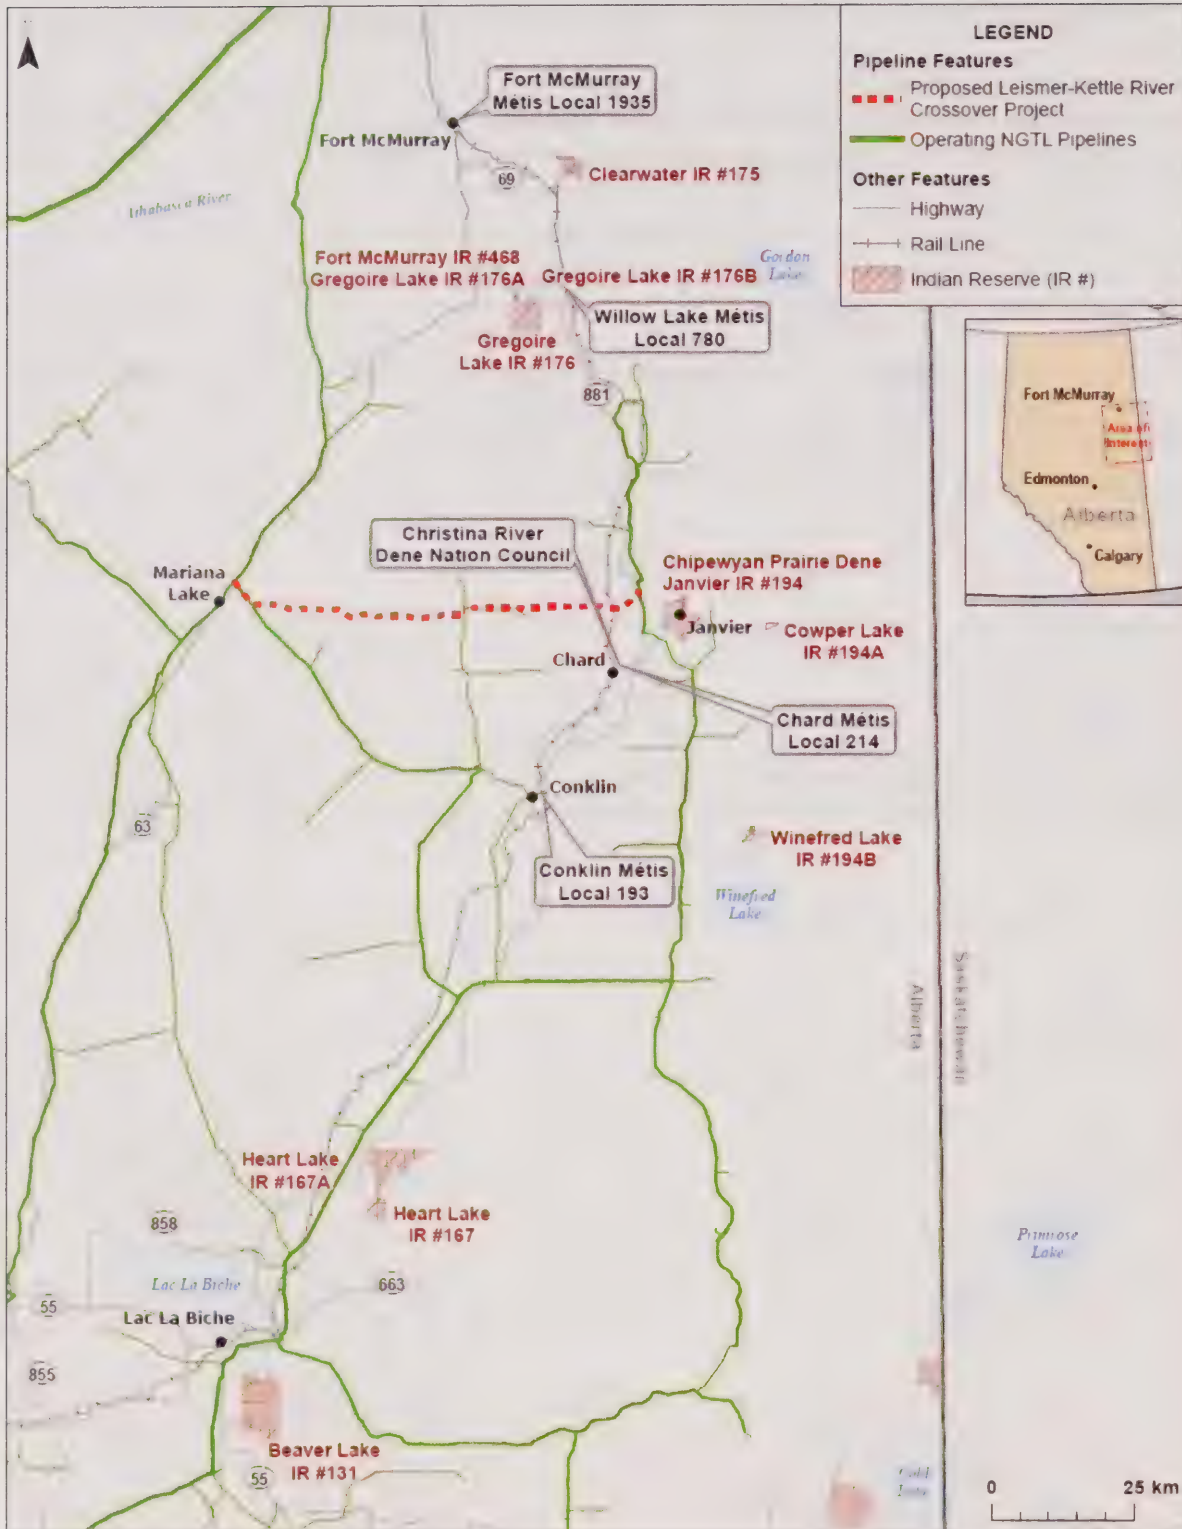 LEGEND
Pipeline Features
Proposed Leismer-Kettle River
Crossover Project
Operating NGTL Pipelines
Other Features
Highway
Rail Line
Indian Reserve (IR #)
Fort McMurray
Métis Local 1935
Fort McMurray
69
Clearwater IR #175
Athabasca River
Fort McMurray IR #468
Gregoire Lake IR #176A
Gregoire Lake IR #176B
Gordon
Lake
Willow Lake Métis
Local 780
Gregoire
Lake IR #176
881
Fort McMurray
Area of
Interest
Edmonton
Alberta
Calgary
Christina River
Dene Nation Council
Mariana
Lake
Chipewyan Prairie Dene
Janvier IR #194
Janvier
Cowper Lake
IR #194A
Chard
Chard Métis
Local 214
Conklin
63
Winefred Lake
IR #194B
Conklin Métis
Local 193
Winefred
Lake
Alberta
Saskatchewan
Heart Lake
IR #167A
Heart Lake
IR #167
858
Primrose
Lake
Lac La Biche
663
55
Lac La Biche
855
Beaver Lake
IR #131
55
Cold
Lake
0 25 km